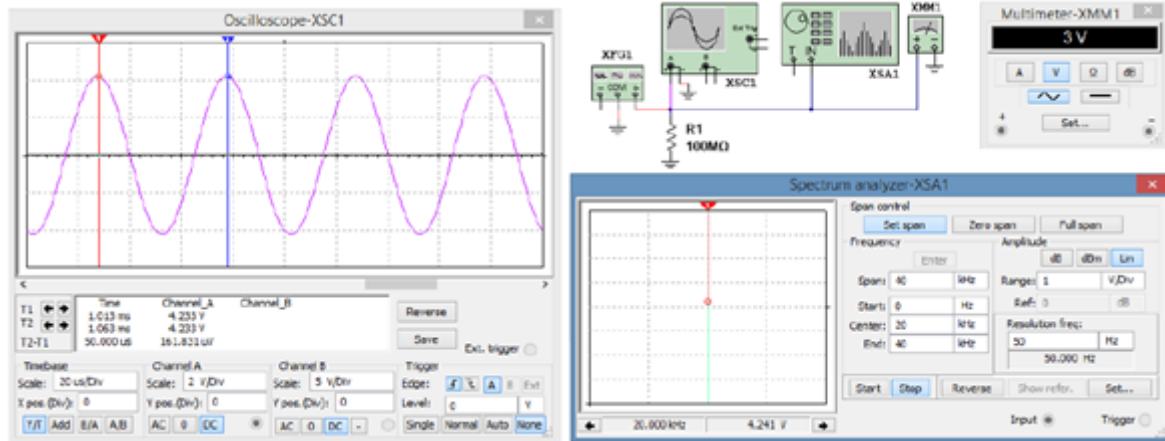 Oscilloscope-XSC1
T1
T2
T2-T1
Time Channel_A Channel_B
1.013 ms 4.233 V
1.063 ms 4.233 V
50.000 us 161.831 uV
Reverse
Save
Ext. trigger
Timebase
Scale: 20 us/Div
X pos.(Div): 0
Y/T Add B/A A/B
Channel A
Scale: 2 V/Div
Y pos.(Div): 0
AC 0 DC
Channel B
Scale: 5 V/Div
Y pos.(Div): 0
AC 0 DC -
Trigger
Edge: A B Ext
Level: 0 V
Single Normal Auto None
XFG1
COM
A
B
Ext Trig
XSC1
T IN
XSA1
XMM1
R1
100MΩ
Multimeter-XMM1
3 V
A V Ω dB
+ Set... -
Spectrum analyzer-XSA1
Span control
Set span Zero span Full span
Frequency
Enter
Span: 40 kHz
Start: 0 Hz
Center: 20 kHz
End: 40 kHz
Amplitude
dB dBm Lin
Range: 1 V/Div
Ref: 0 dB
Resolution freq:
50 Hz
50.000 Hz
Start Stop Reverse Show refer. Set...
20.000 kHz 4.241 V
Input Trigger